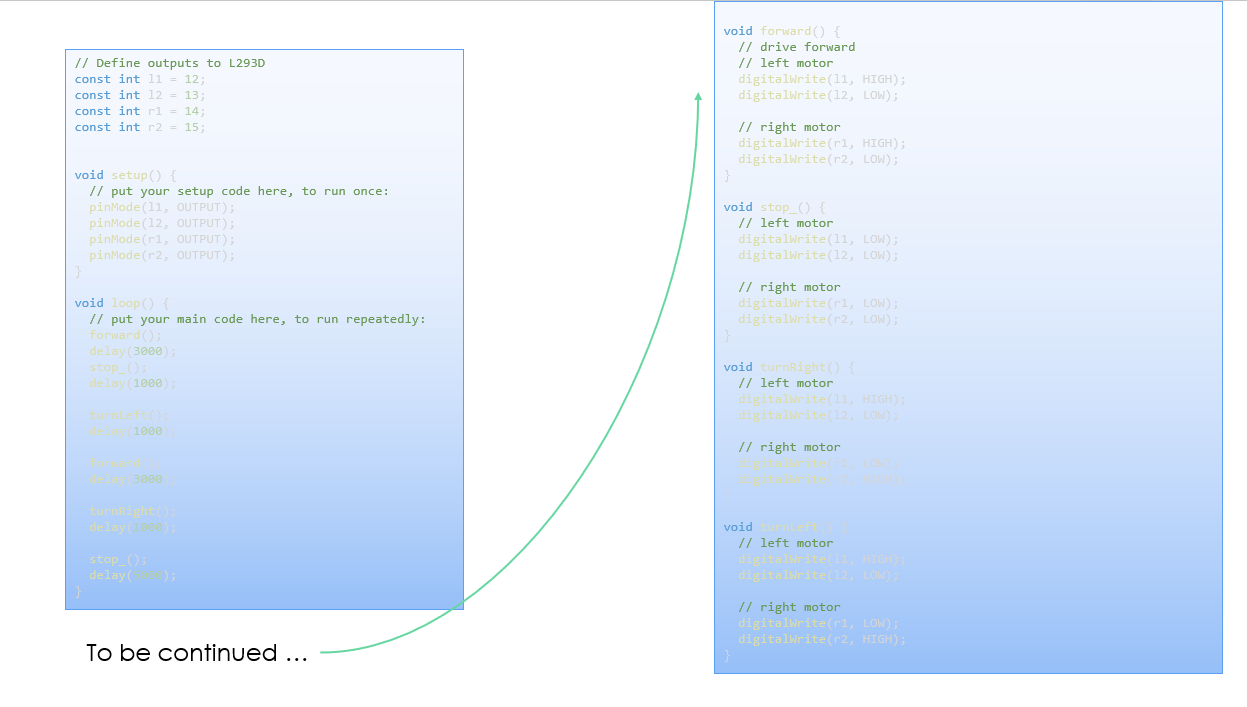 // Define outputs to L293D
const int l1 = 12;
const int l2 = 13;
const int r1 = 14;
const int r2 = 15;
void setup() {
// put your setup code here, to run once:
pinMode(l1, OUTPUT);
pinMode(l2, OUTPUT);
pinMode(r1, OUTPUT);
pinMode(r2, OUTPUT);
}
void loop() {
// put your main code here, to run repeatedly:
forward();
delay(3000);
stop_();
delay(1000);
turnLeft();
delay(1000);
forward();
delay(3000);
turnRight();
delay(
stop_();
delay(
}
To be continued …
void forward() {
// drive forward
// left motor
digitalWrite(l1, HIGH);
digitalWrite(l2, LOW);
// right motor
digitalWrite(r1, HIGH);
digitalWrite(r2, LOW);
}
void stop_() {
// left motor
digitalWrite(l1, LOW);
digitalWrite(l2, LOW);
// right motor
digitalWrite(r1, LOW);
digitalWrite(r2, LOW);
}
void turnRight() {
// left motor
digitalWrite(l1, HIGH);
digitalWrite(l2, LOW);
// right motor
digitalWrite(r1, LOW);
digitalWrite(
void turnLeft() {
// left motor
digitalWrite(l1, HIGH);
digitalWrite(l2, LOW);
// right motor
digitalWrite(r1, LOW);
digitalWrite(r2, HIGH);
}